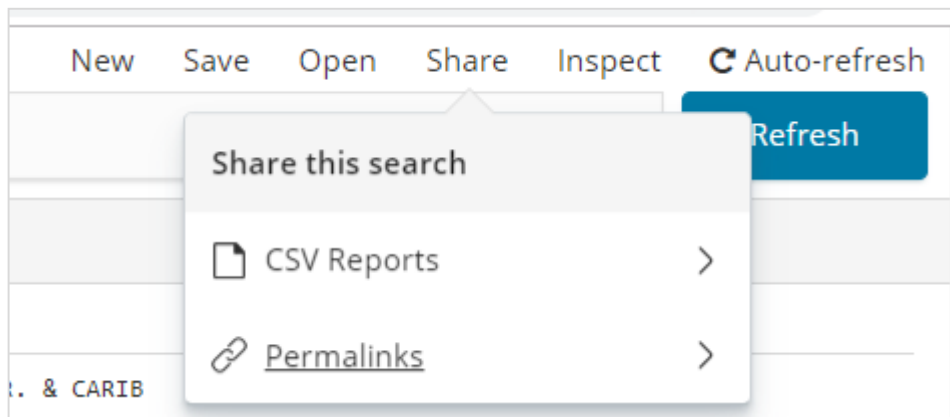 New Save Open Share Inspect Auto-refresh
Refresh
Share this search
CSV Reports
Permalinks
. & CARIB